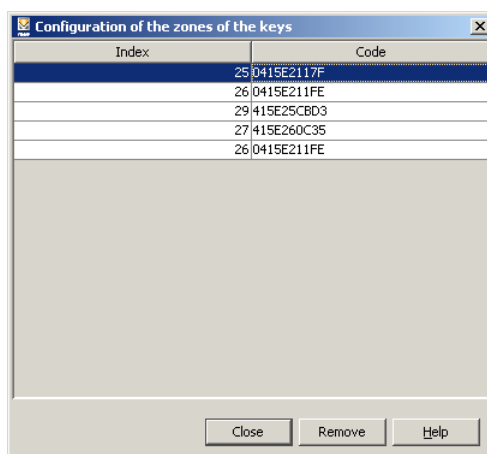 Configuration of the zones of the keys
Index Code
25 0415E2117F
26 0415E211FE
29 415E25CBD3
27 415E260C35
26 0415E211FE
Close Remove Help